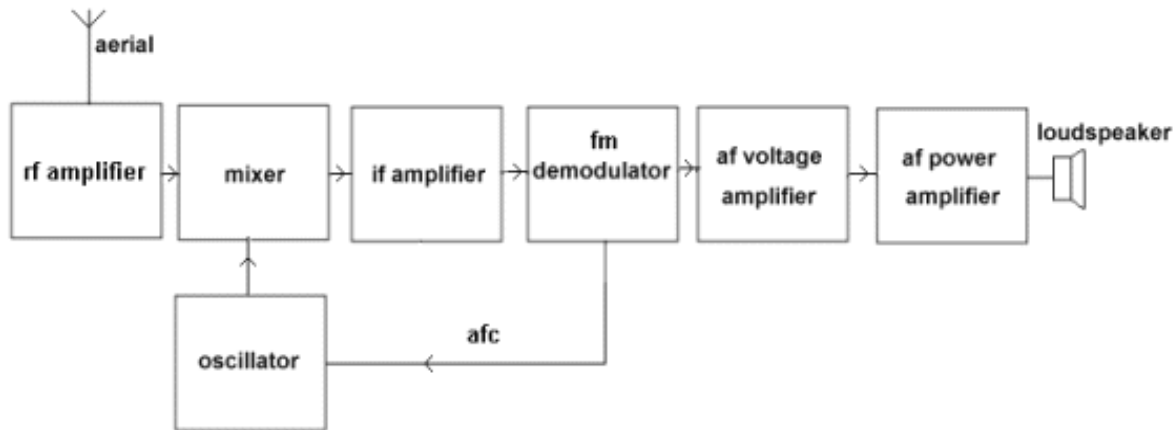 aerial
rf amplifier
mixer
if amplifier
fm
demodulator
af voltage
amplifier
af power
amplifier
loudspeaker
oscillator
afc